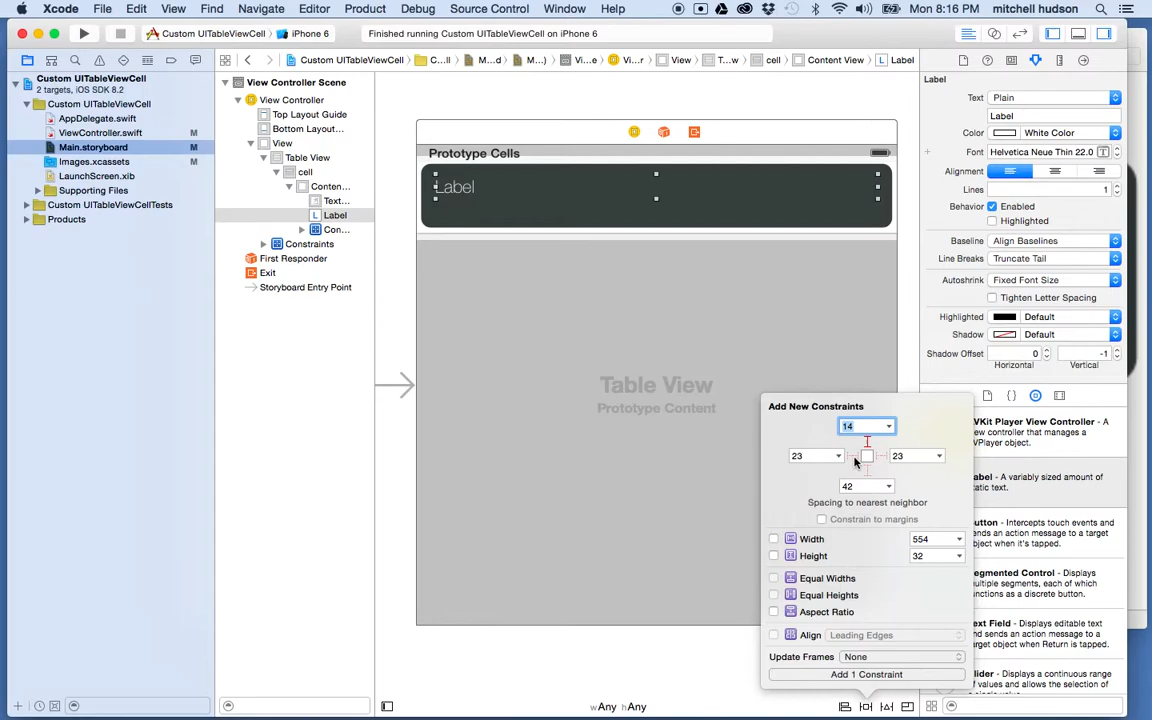 Xcode File Edit View Find Navigate Editor Product Debug Source Control Window Help
Mon 8:16 PM mitchell hudson
Custom UITableViewCell iPhone 6
Finished running Custom UITableViewCell on iPhone 6
Custom UITableViewCell C...ll M...d M...) Vi...e Vi...r View T...w cell Content View L Label
Custom UITableViewCell
2 targets, iOS SDK 8.2
Custom UITableViewCell
AppDelegate.swift
ViewController.swift M
Main.storyboard M
Images.xcassets M
LaunchScreen.xib
Supporting Files
Custom UITableViewCellTests
Products
View Controller Scene
View Controller
Top Layout Guide
Bottom Layout...
View
Table View
cell
Conten...
Text...
L Label
Con...
Constraints
First Responder
Exit
Storyboard Entry Point
Prototype Cells
Label
Table View
Prototype Content
wAny hAny
Label
Text Plain
Label
Color White Color
Font Helvetica Neue Thin 22.0 T
Alignment
Lines 1
Behavior Enabled
Highlighted
Baseline Align Baselines
Line Breaks Truncate Tail
Autoshrink Fixed Font Size
Tighten Letter Spacing
Highlighted Default
Shadow Default
Shadow Offset 0 -1
Horizontal Vertical
Add New Constraints
14
23 23
42
Spacing to nearest neighbor
Constrain to margins
Width 554
Height 32
Equal Widths
Equal Heights
Aspect Ratio
Align Leading Edges
Update Frames None
Add 1 Constraint
VKit Player View Controller - A
controller that manages a
VPlayer object.
abel - A variably sized amount of
static text.
utton - Intercepts touch events and
sends an action message to a
target object when it's tapped.
egmented Control - Displays
multiple segments, each of which
functions as a discrete button.
ext Field - Displays editable text
and sends an action message to a
target object when Return is tapped.
lider - Displays a continuous range
of values and allows the selection of